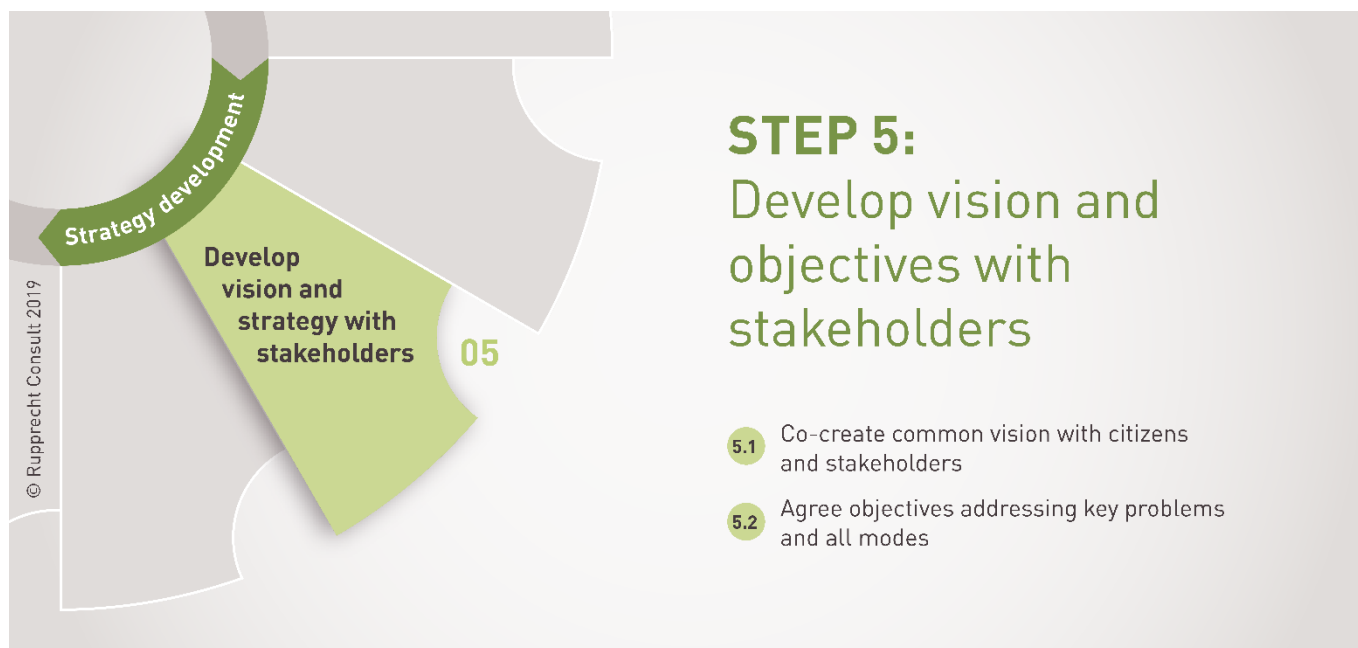 Strategy development
Develop
vision and
strategy with
stakeholders
05
© Rupprecht Consult 2019
STEP 5:
Develop vision and
objectives with
stakeholders
5.1 Co-create common vision with citizens
and stakeholders
5.2 Agree objectives addressing key problems
and all modes